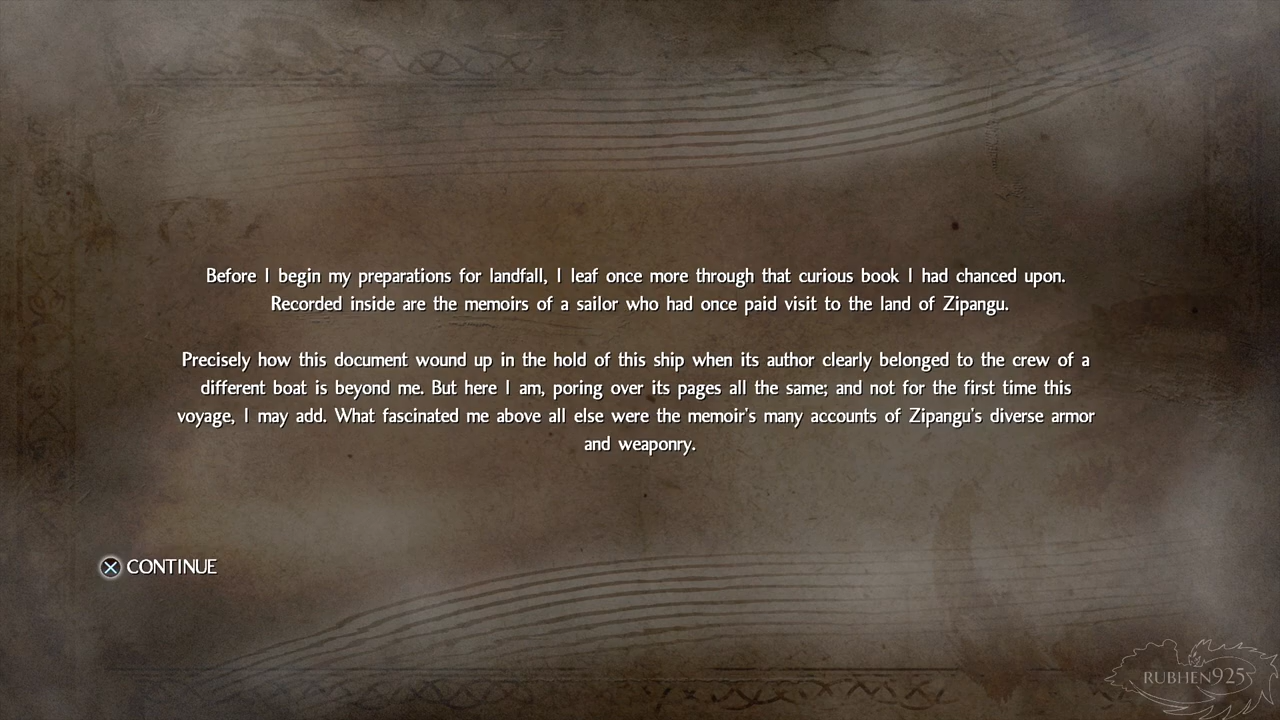 Before I begin my preparations for landfall, I leaf once more through that curious book I had chanced upon.
Recorded inside are the memoirs of a sailor who had once paid visit to the land of Zipangu.
Precisely how this document wound up in the hold of this ship when its author clearly belonged to the crew of a
different boat is beyond me. But here I am, poring over its pages all the same; and not for the first time this
voyage, I may add. What fascinated me above all else were the memoir's many accounts of Zipangu's diverse armor
and weaponry.
CONTINUE
RUBHEN925